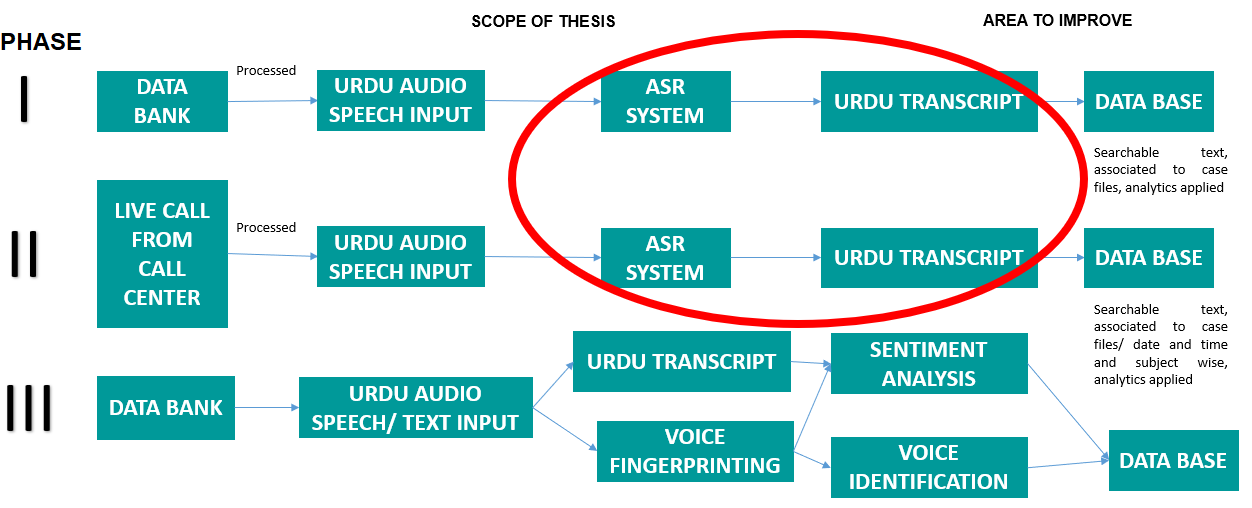 SCOPE OF THESIS
AREA TO IMPROVE
PHASE
I
DATA
BANK
Processed
URDU AUDIO
SPEECH INPUT
ASR
SYSTEM
URDU TRANSCRIPT
DATA BASE
Searchable text,
associated to case
files, analytics applied
II
LIVE CALL
FROM
CALL
CENTER
Processed
URDU AUDIO
SPEECH INPUT
ASR
SYSTEM
URDU TRANSCRIPT
DATA BASE
Searchable text,
associated to case
files/ date and time
and subject wise,
analytics applied
III
DATA BANK
URDU AUDIO
SPEECH/ TEXT INPUT
URDU TRANSCRIPT
VOICE
FINGERPRINTING
SENTIMENT
ANALYSIS
VOICE
IDENTIFICATION
DATA BASE